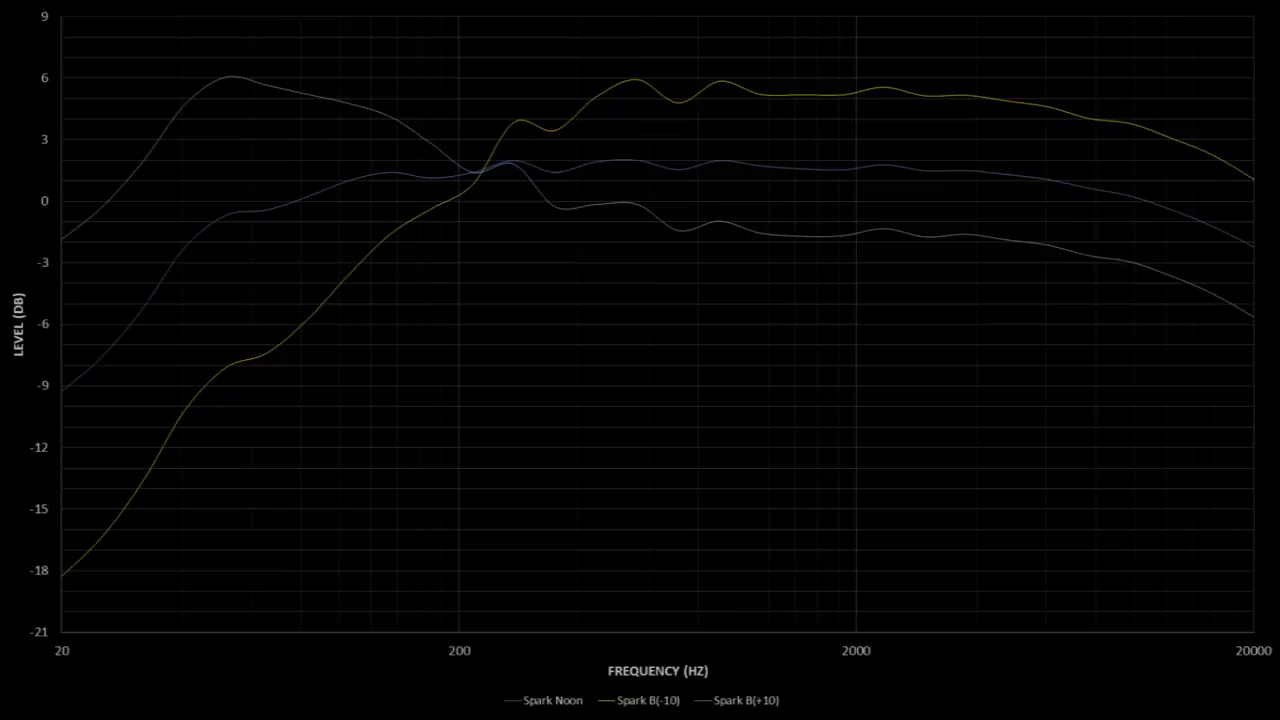 9
6
3
0
-3
-6
-9
-12
-15
-18
-21
LEVEL (DB)
20 200 2000 20000
FREQUENCY (HZ)
Spark Noon Spark B(-10) Spark B(+10)